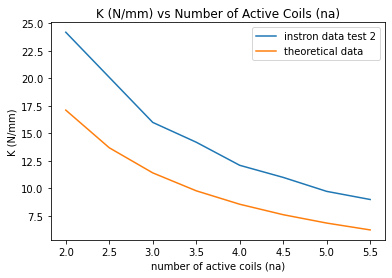 K (N/mm) vs Number of Active Coils (na)
25.0
22.5
20.0
17.5
15.0
12.5
10.0
7.5
K (N/mm)
instron data test 2
theoretical data
2.0 2.5 3.0 3.5 4.0 4.5 5.0 5.5
number of active coils (na)